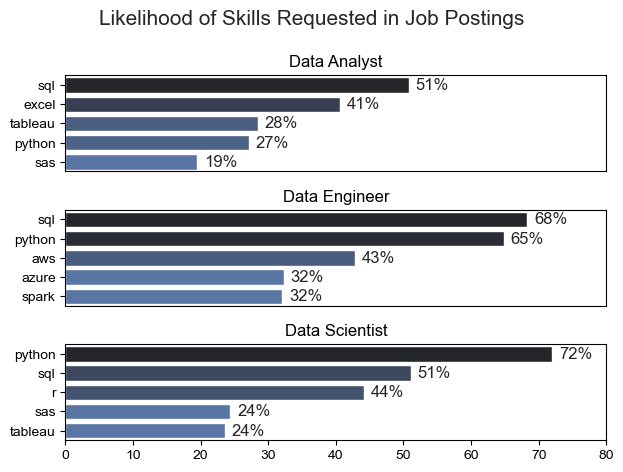 Likelihood of Skills Requested in Job Postings
Data Analyst
sql 51%
excel 41%
tableau 28%
python 27%
sas 19%
Data Engineer
sql 68%
python 65%
aws 43%
azure 32%
spark 32%
Data Scientist
python 72%
sql 51%
r 44%
sas 24%
tableau 24%
0 10 20 30 40 50 60 70 80